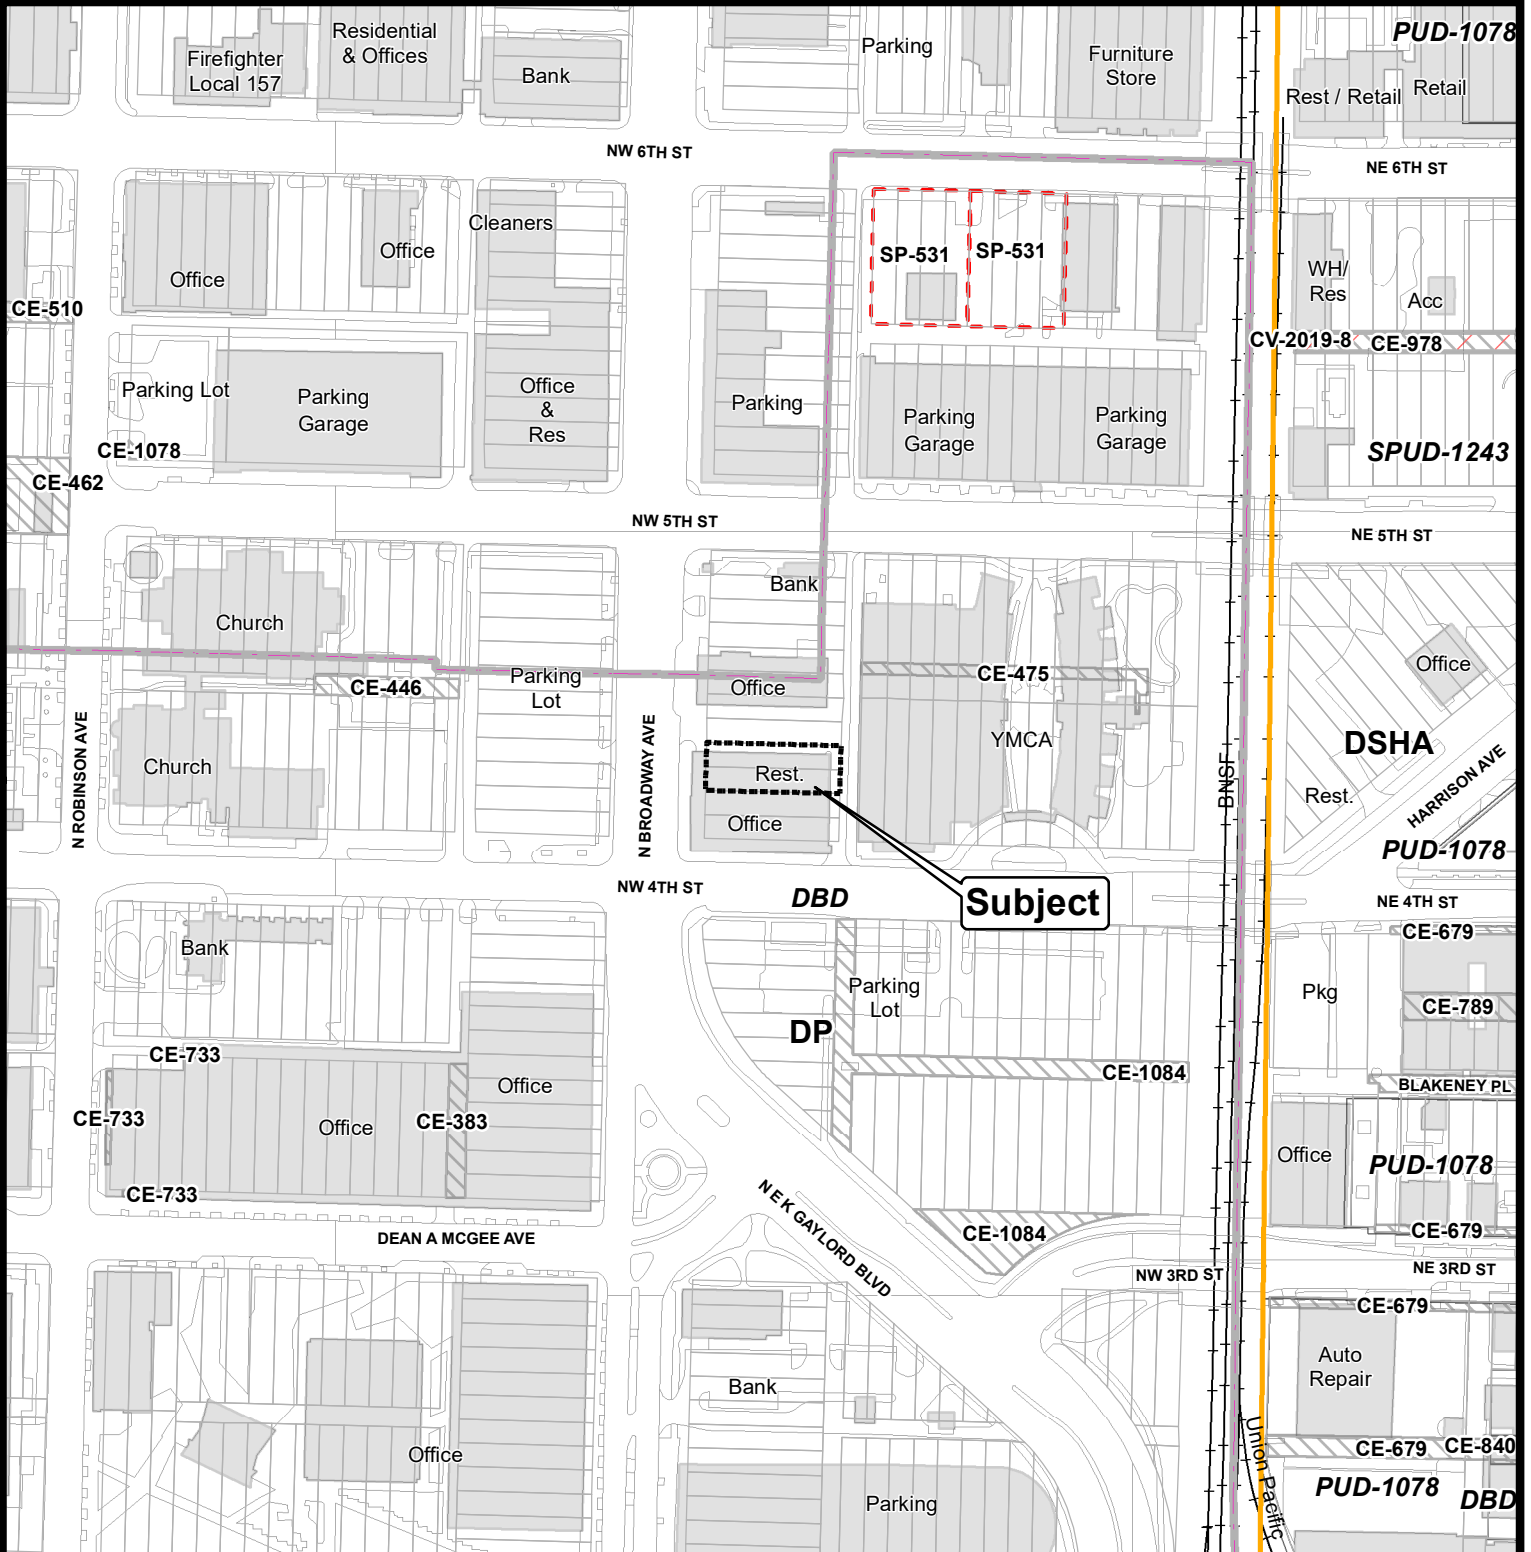 PUD-1078
Residential
& Offices
Firefighter
Local 157
Bank
Parking
Furniture
Store
Rest / Retail
Retail
NW 6TH ST
NE 6TH ST
Cleaners
Office
Office
SP-531
SP-531
WH/
Res
Acc
CE-510
CV-2019-8
CE-978
Parking Lot
Parking
Garage
Office
&
Res
Parking
Parking
Garage
Parking
Garage
CE-1078
CE-462
SPUD-1243
NW 5TH ST
NE 5TH ST
Bank
Church
CE-446
Parking
Lot
Office
CE-475
Office
YMCA
DSHA
N ROBINSON AVE
Church
N BROADWAY AVE
Rest.
Office
BNSF
Rest.
HARRISON AVE
PUD-1078
NW 4TH ST
DBD
Subject
NE 4TH ST
CE-679
Bank
Parking
Lot
Pkg
CE-789
DP
CE-733
CE-1084
BLAKENEY PL
Office
CE-733
Office
CE-383
Office
PUD-1078
CE-733
N E K GAYLORD BLVD
CE-1084
CE-679
DEAN A MCGEE AVE
NW 3RD ST
NE 3RD ST
CE-679
Auto
Repair
Bank
Office
Union Pacific
CE-679
CE-840
PUD-1078
DBD
Parking